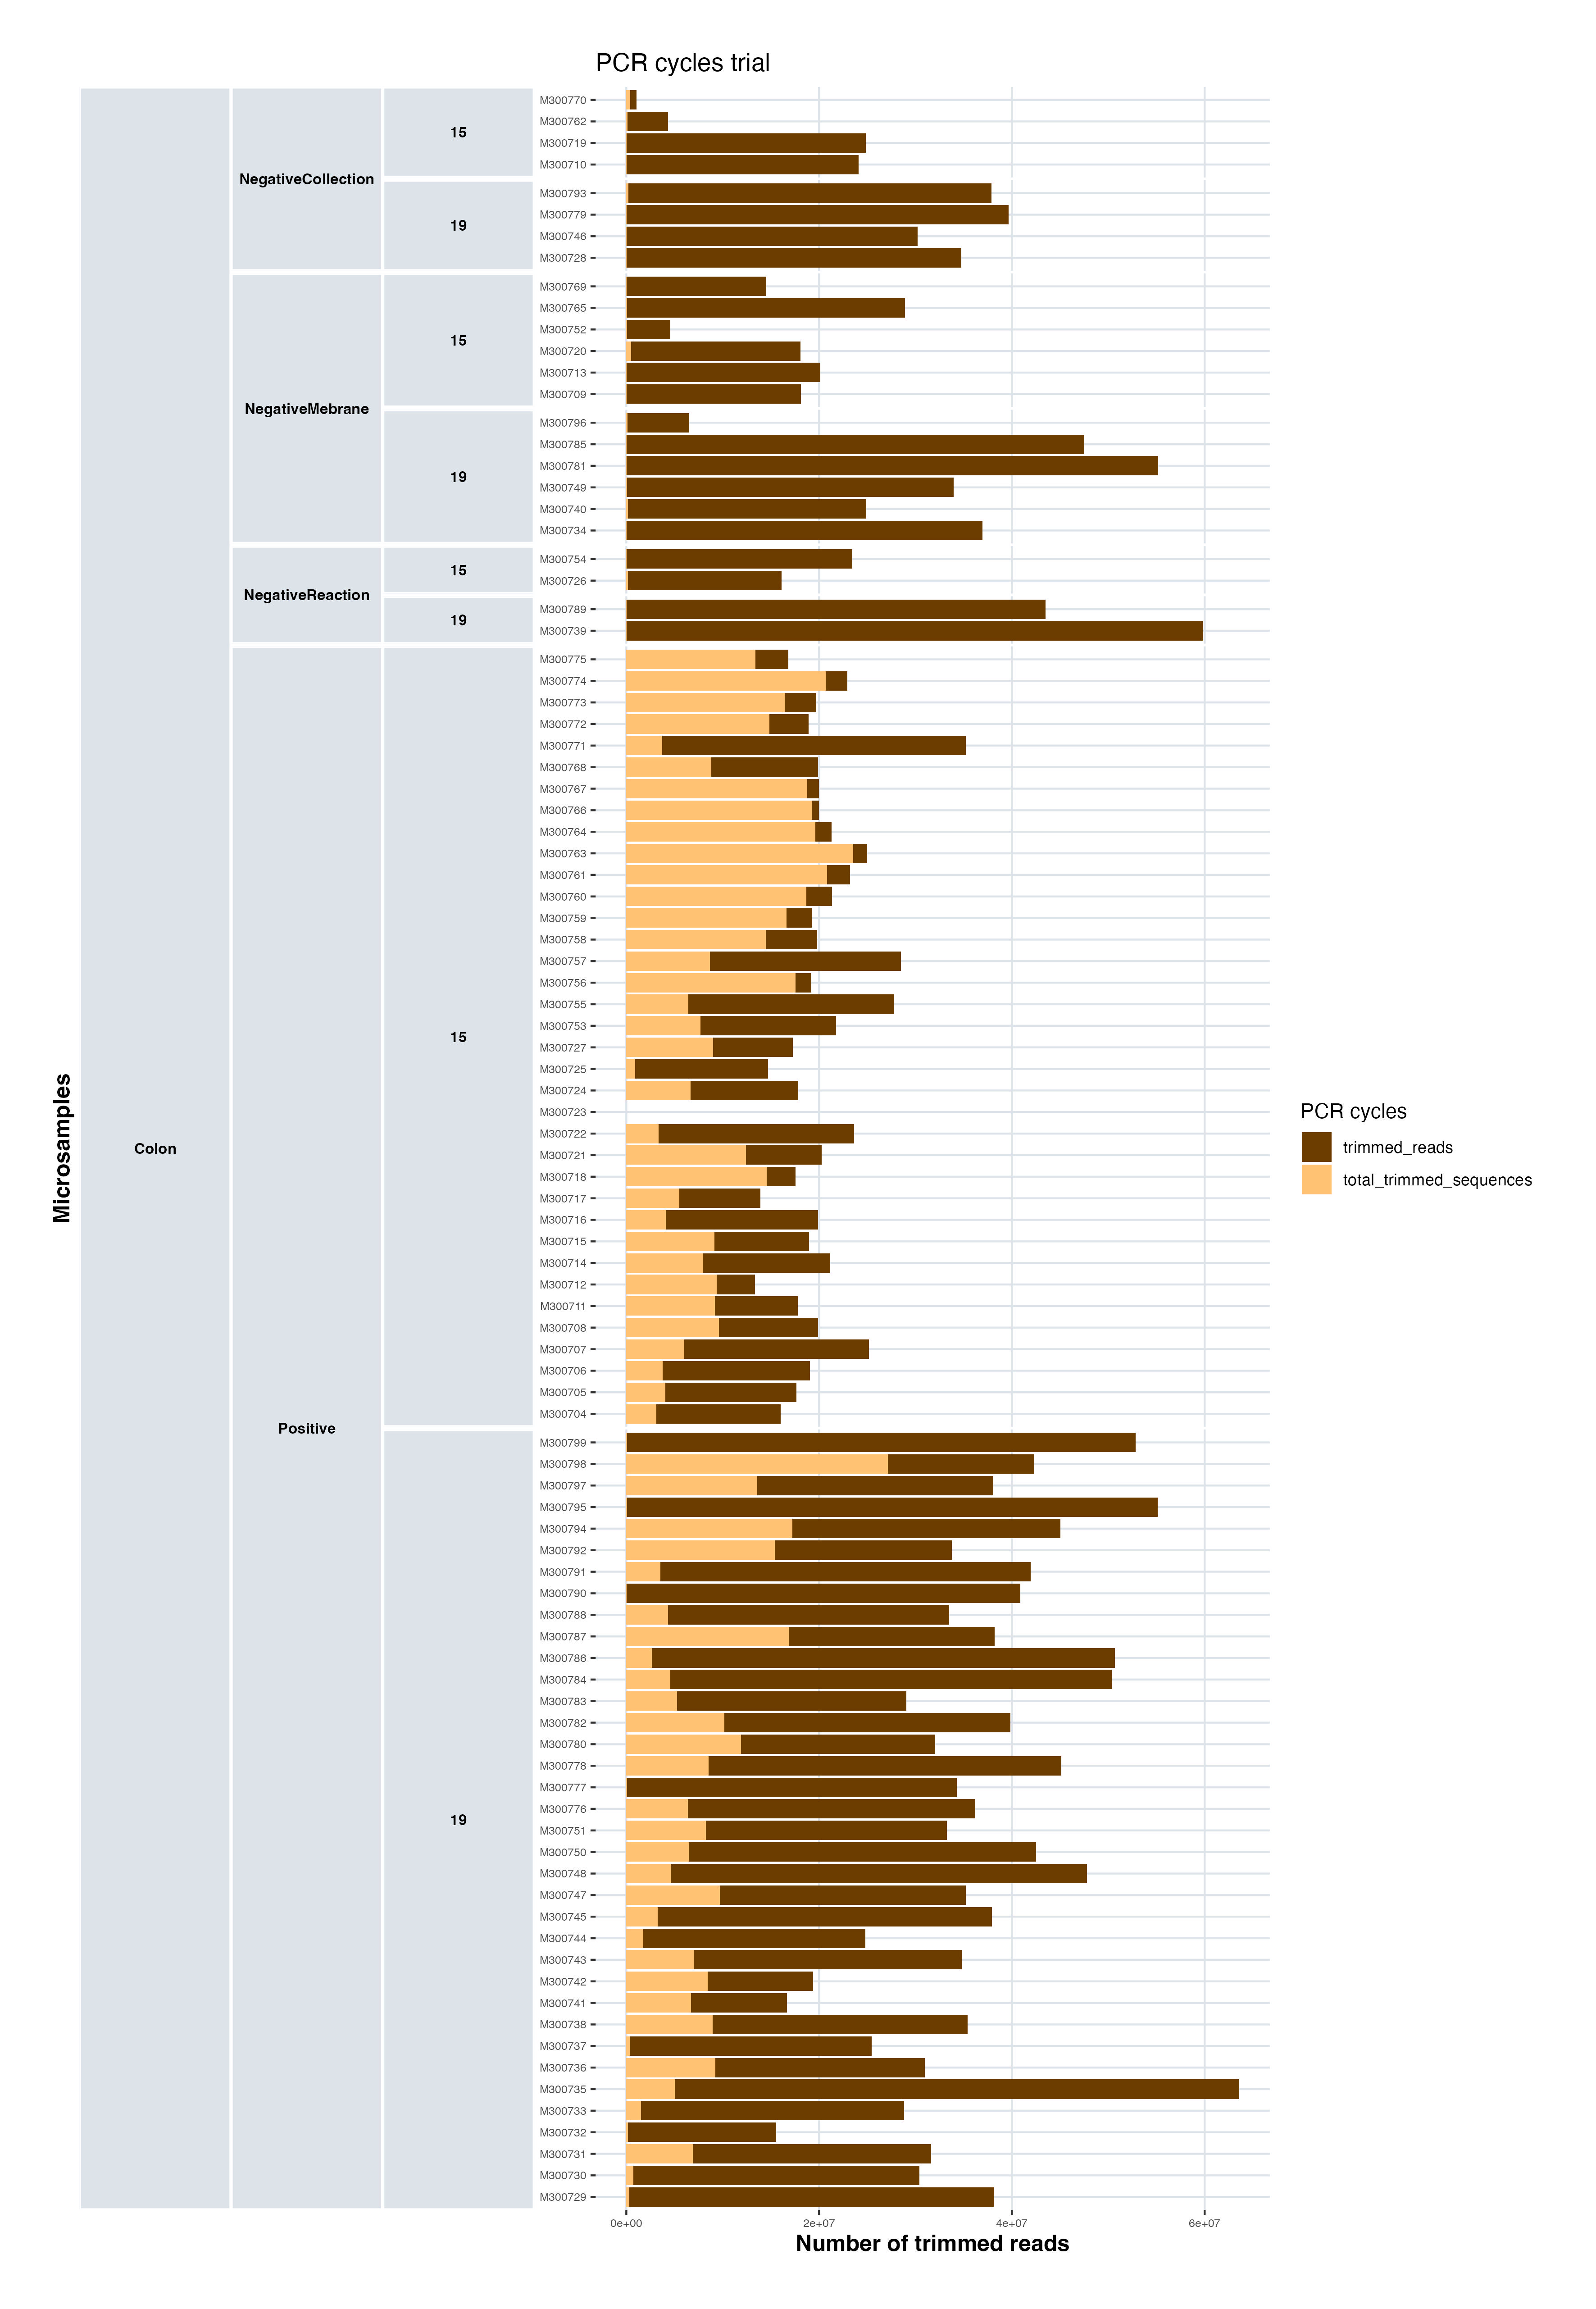 PCR cycles trial
Microsamples
Colon
NegativeCollection
15
M300770
M300762
M300719
M300710
19
M300793
M300779
M300746
M300728
NegativeMebrane
15
M300769
M300765
M300752
M300720
M300713
M300709
19
M300796
M300785
M300781
M300749
M300740
M300734
NegativeReaction
15
M300754
M300726
19
M300789
M300739
Positive
15
M300775
M300774
M300773
M300772
M300771
M300768
M300767
M300766
M300764
M300763
M300761
M300760
M300759
M300758
M300757
M300756
M300755
M300753
M300727
M300725
M300724
M300723
M300722
M300721
M300718
M300717
M300716
M300715
M300714
M300712
M300711
M300708
M300707
M300706
M300705
M300704
19
M300799
M300798
M300797
M300795
M300794
M300792
M300791
M300790
M300788
M300787
M300786
M300784
M300783
M300782
M300780
M300778
M300777
M300776
M300751
M300750
M300748
M300747
M300745
M300744
M300743
M300742
M300741
M300738
M300737
M300736
M300735
M300733
M300732
M300731
M300730
M300729
0e+00 2e+07 4e+07 6e+07
Number of trimmed reads
PCR cycles
trimmed_reads
total_trimmed_sequences